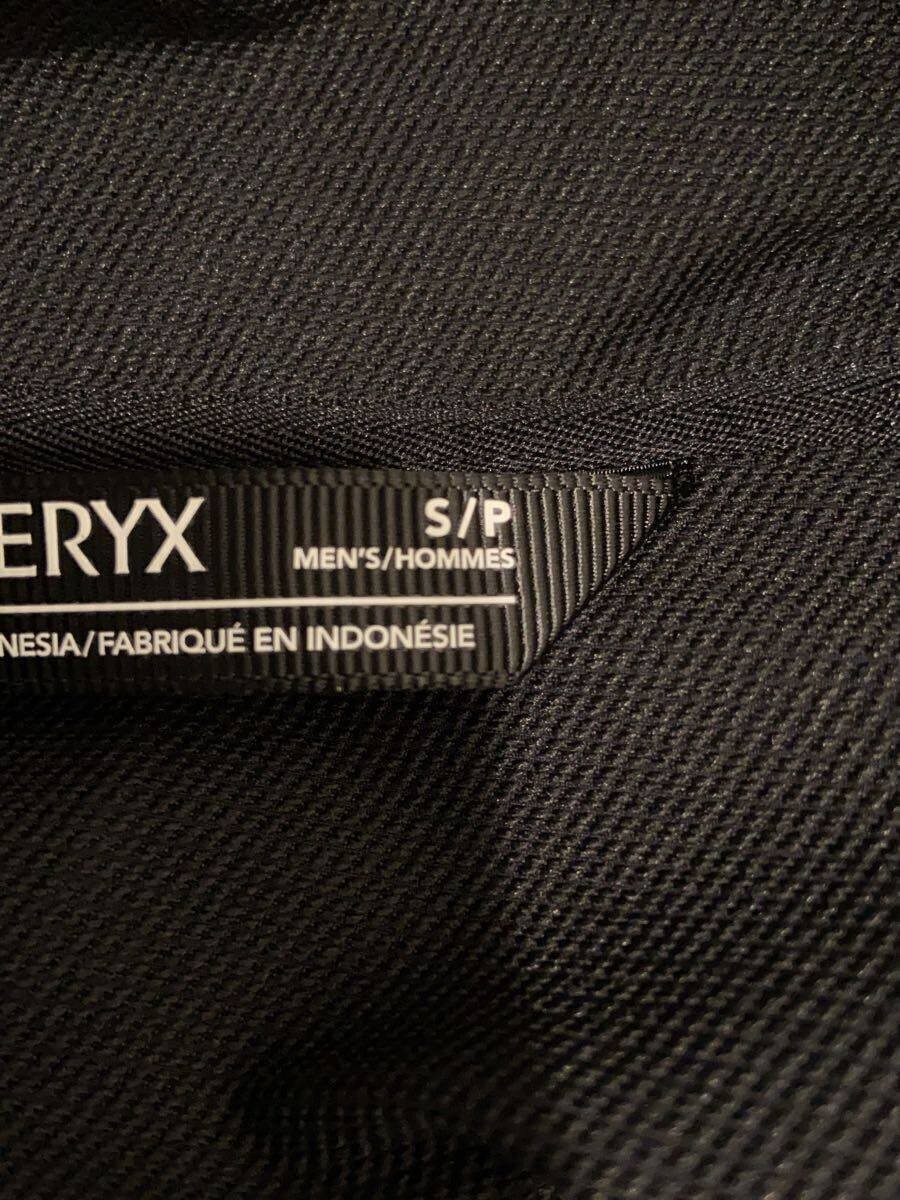 ERYX
S/P
MEN'S/HOMMES
NESIA/FABRIQUÉ EN INDONÉSIE